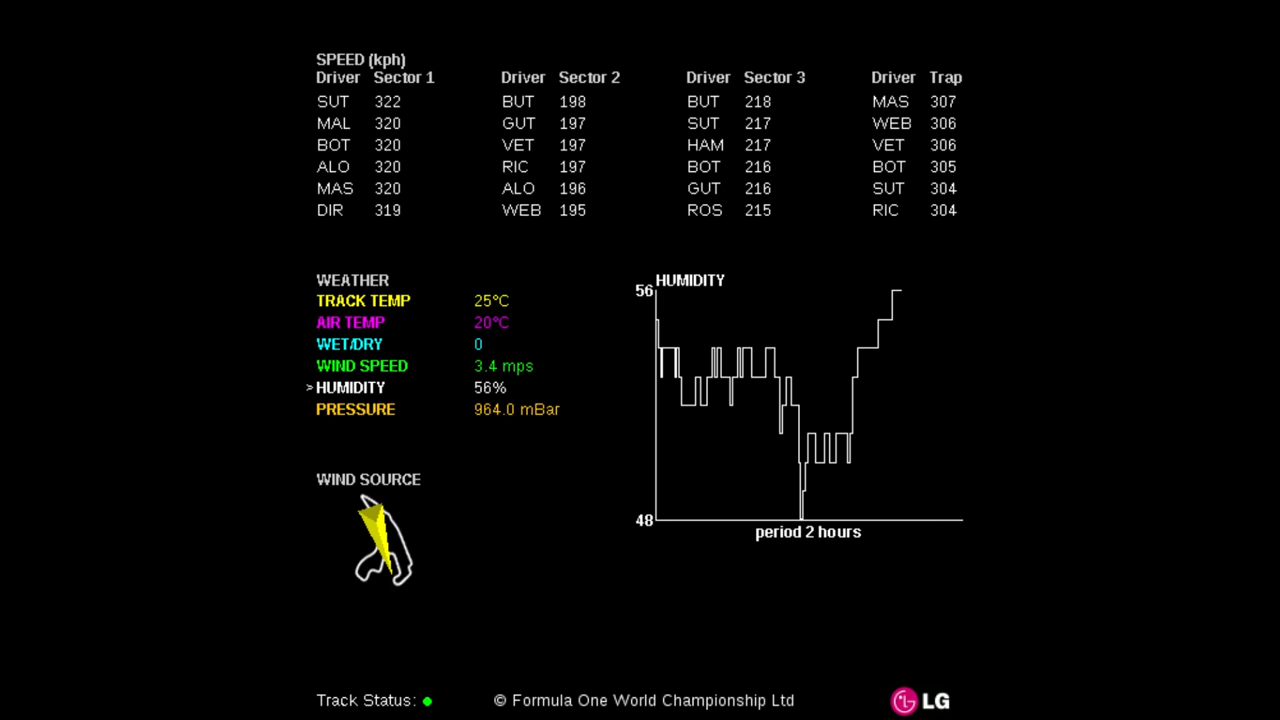 SPEED (kph)
Driver Sector 1 Driver Sector 2 Driver Sector 3 Driver Trap
SUT 322 BUT 198 BUT 218 MAS 307
MAL 320 GUT 197 SUT 217 WEB 306
BOT 320 VET 197 HAM 217 VET 306
ALO 320 RIC 197 BOT 216 BOT 305
MAS 320 ALO 196 GUT 216 SUT 304
DIR 319 WEB 195 ROS 215 RIC 304
WEATHER
TRACK TEMP 25°C
AIR TEMP 20°C
WET/DRY 0
WIND SPEED 3.4 mps
>HUMIDITY 56%
PRESSURE 964.0 mBar
HUMIDITY
56
48
period 2 hours
WIND SOURCE
Track Status: © Formula One World Championship Ltd LG